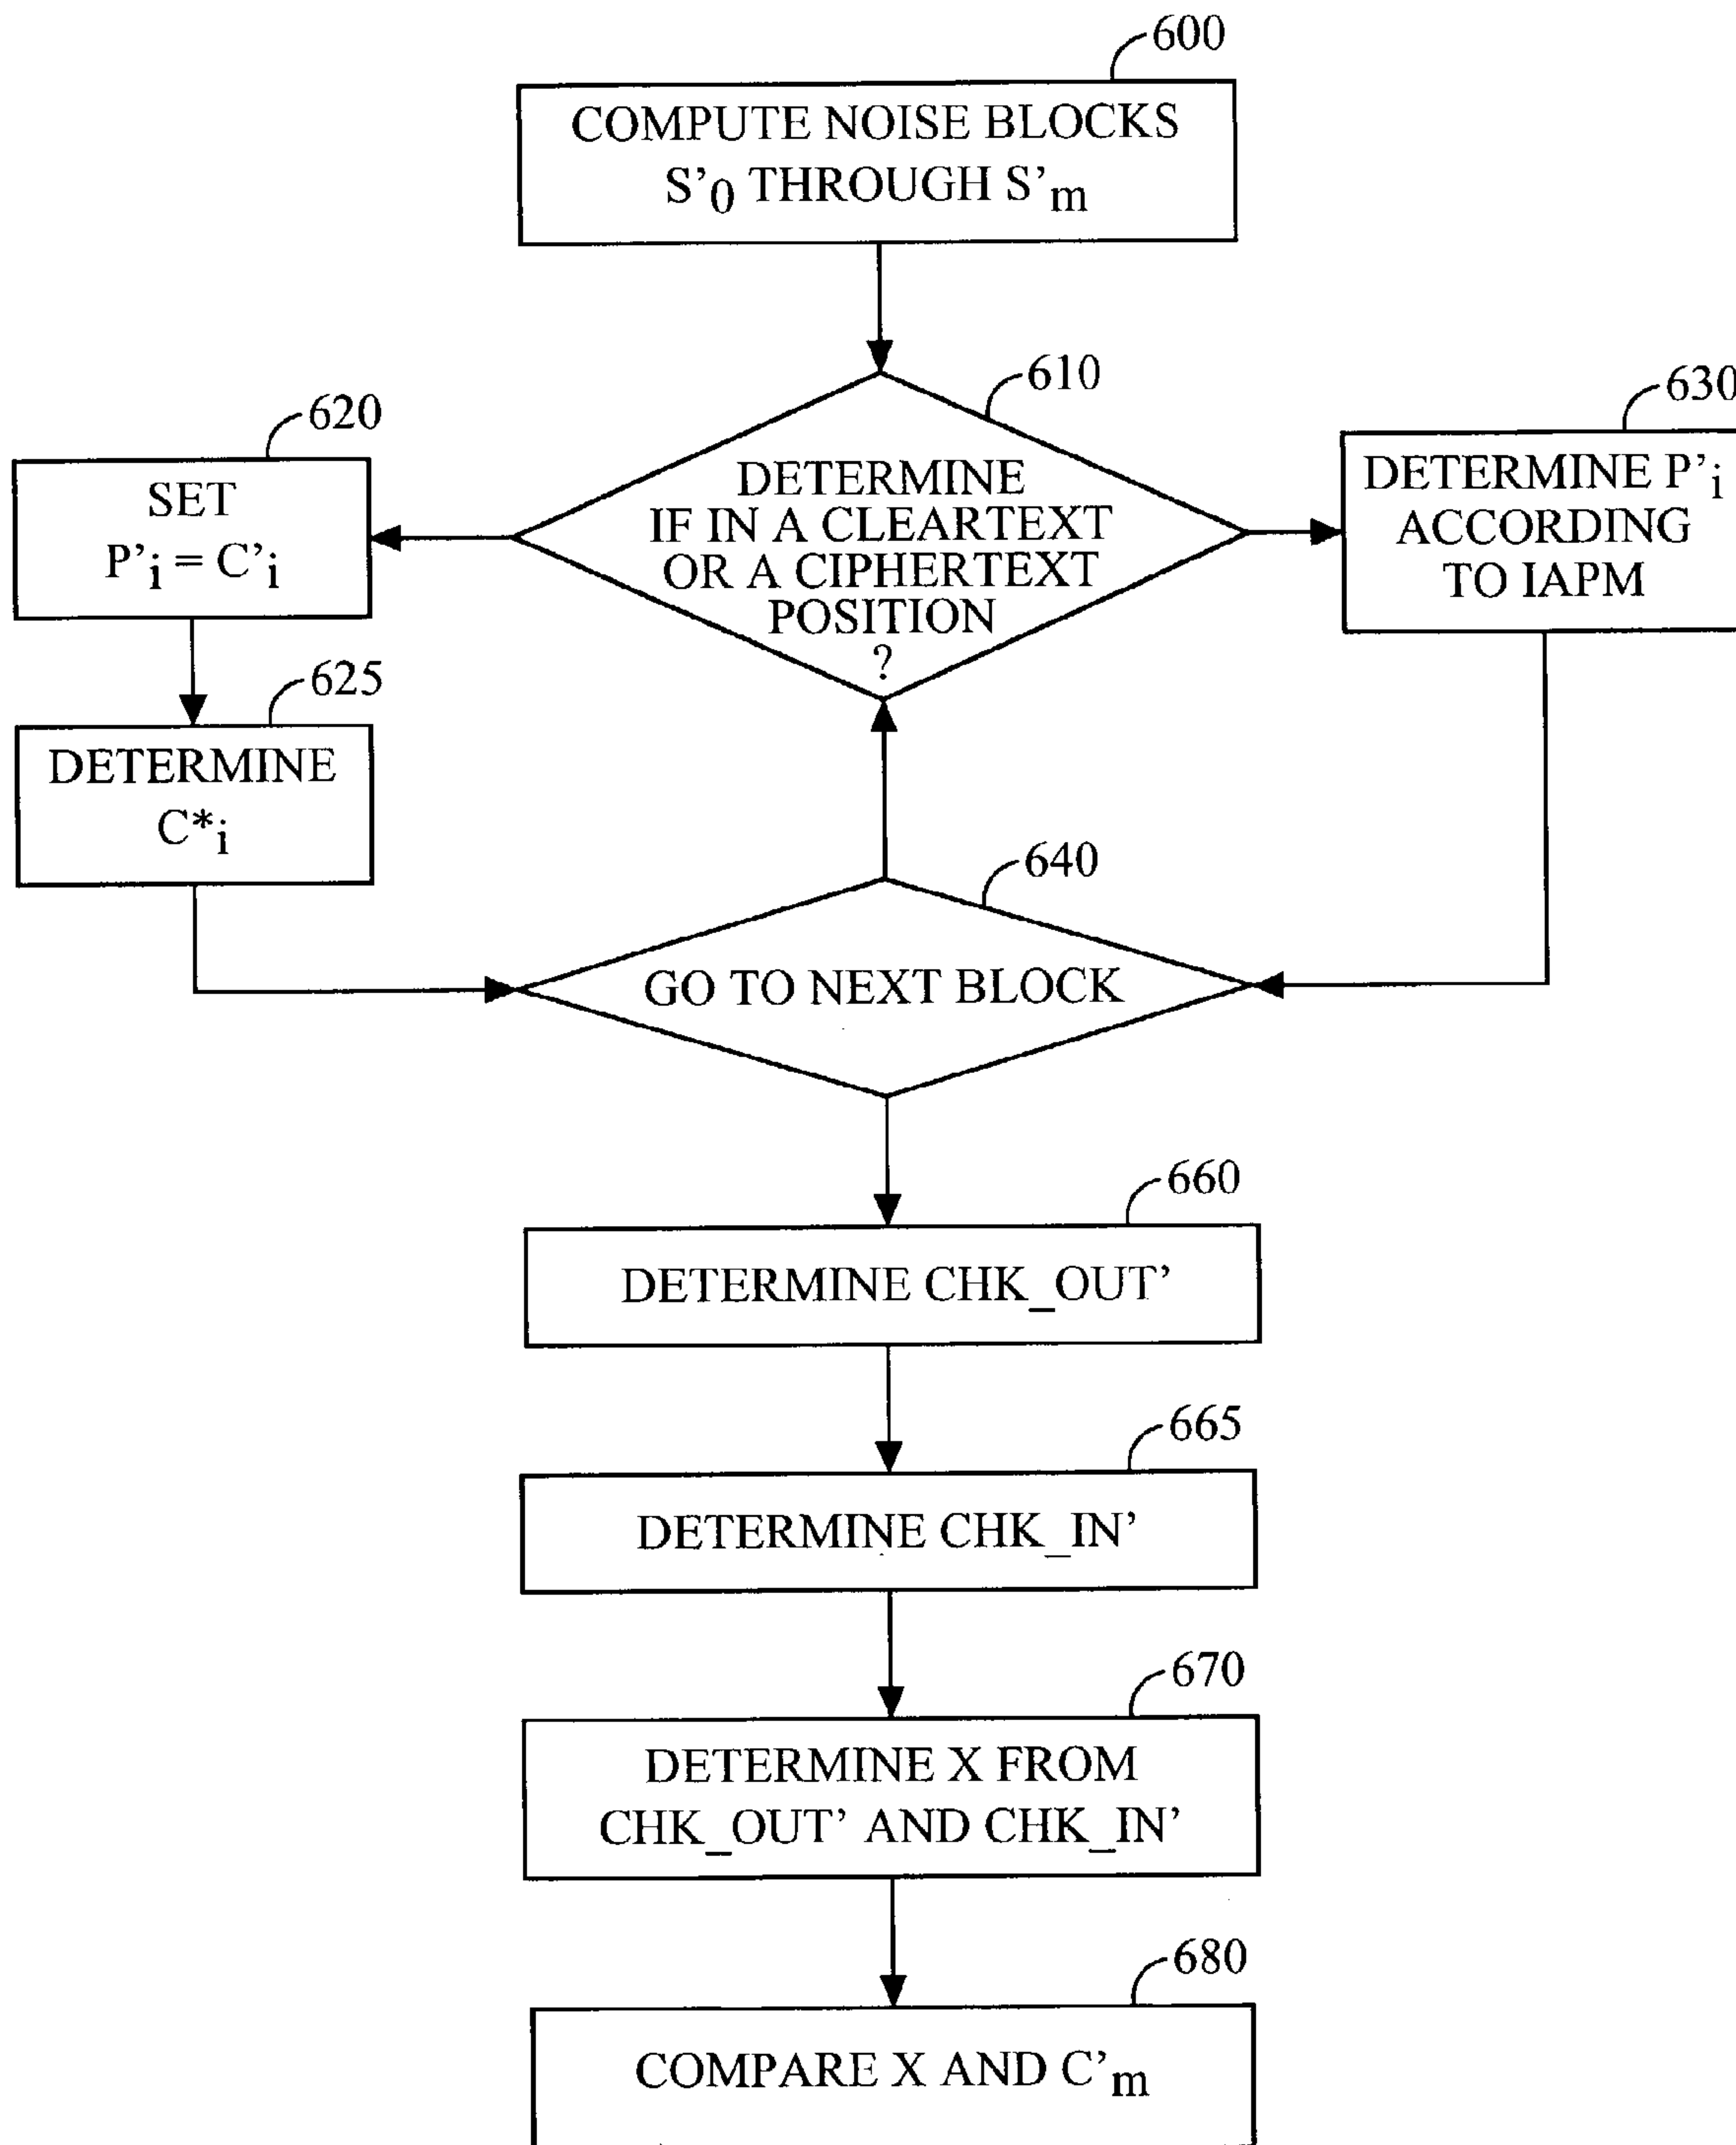 600
COMPUTE NOISE BLOCKS
S'0 THROUGH S'm
610
DETERMINE
IF IN A CLEARTEXT
OR A CIPHERTEXT
POSITION
?
620
SET
P'i = C'i
625
DETERMINE
C*i
630
DETERMINE P'i
ACCORDING
TO IAPM
640
GO TO NEXT BLOCK
660
DETERMINE CHK_OUT'
665
DETERMINE CHK_IN'
670
DETERMINE X FROM
CHK_OUT' AND CHK_IN'
680
COMPARE X AND C'm